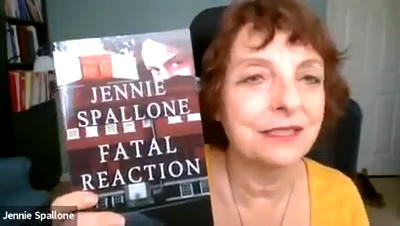 JENNIE
SPALLONE
FATAL
REACTION
Jennie Spallone